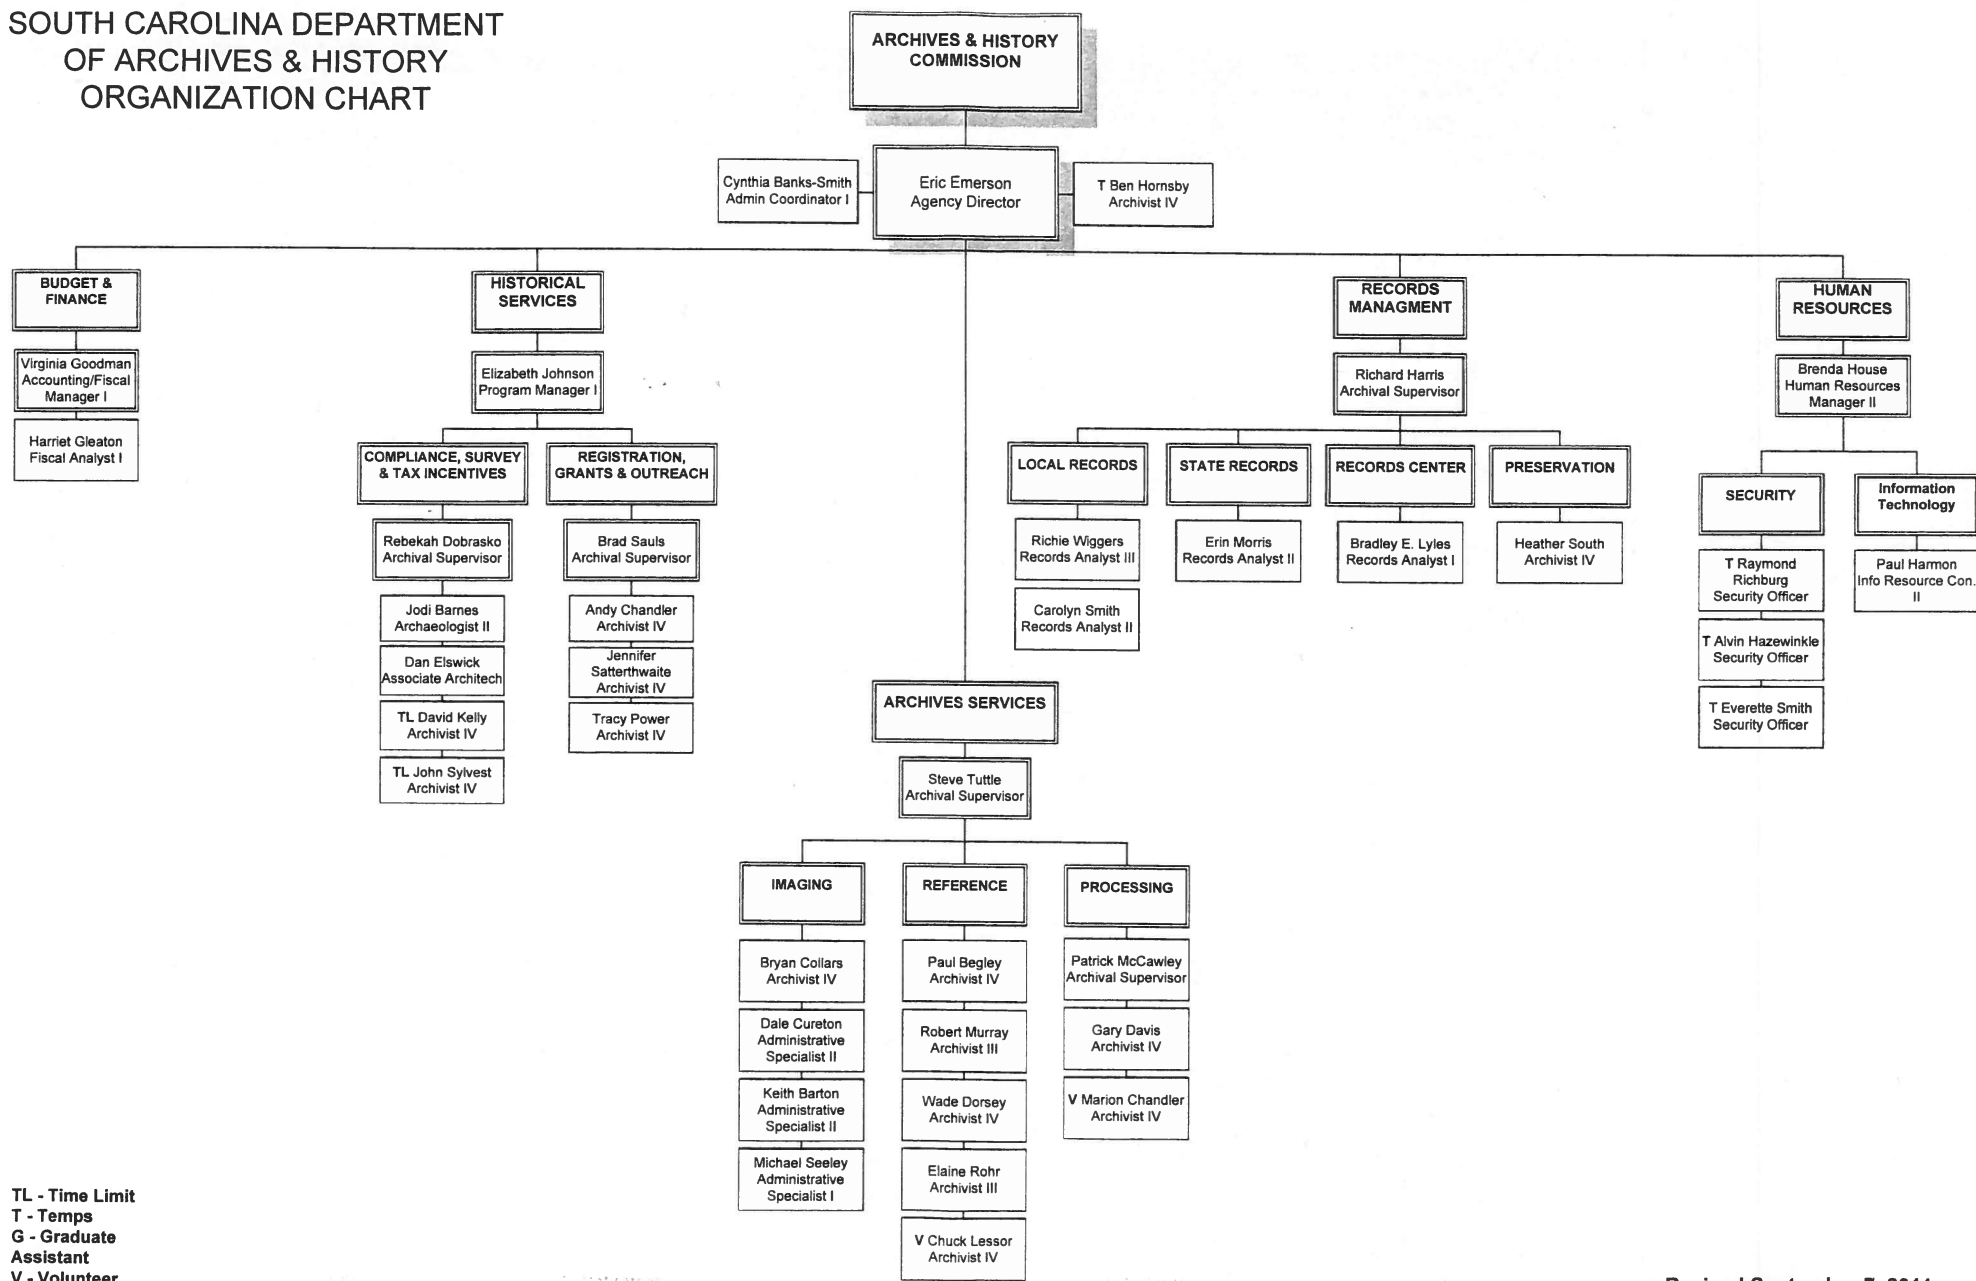 SOUTH CAROLINA DEPARTMENT
OF ARCHIVES & HISTORY
ORGANIZATION CHART
ARCHIVES & HISTORY
COMMISSION
Cynthia Banks-Smith
Admin Coordinator I
Eric Emerson
Agency Director
T Ben Hornsby
Archivist IV
BUDGET &
FINANCE
Virginia Goodman
Accounting/Fiscal
Manager I
Harriet Gleaton
Fiscal Analyst I
HISTORICAL
SERVICES
Elizabeth Johnson
Program Manager I
COMPLIANCE, SURVEY
& TAX INCENTIVES
Rebekah Dobrasko
Archival Supervisor
Jodi Barnes
Archaeologist II
Dan Elswick
Associate Architech
TL David Kelly
Archivist IV
TL John Sylvest
Archivist IV
REGISTRATION,
GRANTS & OUTREACH
Brad Sauls
Archival Supervisor
Andy Chandler
Archivist IV
Jennifer
Satterthwaite
Archivist IV
Tracy Power
Archivist IV
ARCHIVES SERVICES
Steve Tuttle
Archival Supervisor
IMAGING
Bryan Collars
Archivist IV
Dale Cureton
Administrative
Specialist II
Keith Barton
Administrative
Specialist II
Michael Seeley
Administrative
Specialist I
REFERENCE
Paul Begley
Archivist IV
Robert Murray
Archivist III
Wade Dorsey
Archivist IV
Elaine Rohr
Archivist III
V Chuck Lessor
Archivist IV
PROCESSING
Patrick McCawley
Archival Supervisor
Gary Davis
Archivist IV
V Marion Chandler
Archivist IV
RECORDS
MANAGMENT
Richard Harris
Archival Supervisor
LOCAL RECORDS
Richie Wiggers
Records Analyst III
Carolyn Smith
Records Analyst II
STATE RECORDS
Erin Morris
Records Analyst II
RECORDS CENTER
Bradley E. Lyles
Records Analyst I
PRESERVATION
Heather South
Archivist IV
HUMAN
RESOURCES
Brenda House
Human Resources
Manager II
SECURITY
T Raymond
Richburg
Security Officer
T Alvin Hazewinkle
Security Officer
T Everette Smith
Security Officer
Information
Technology
Paul Harmon
Info Resource Con.
II
TL - Time Limit
T - Temps
G - Graduate
Assistant
V - Volunteer
Revised September 7, 2011